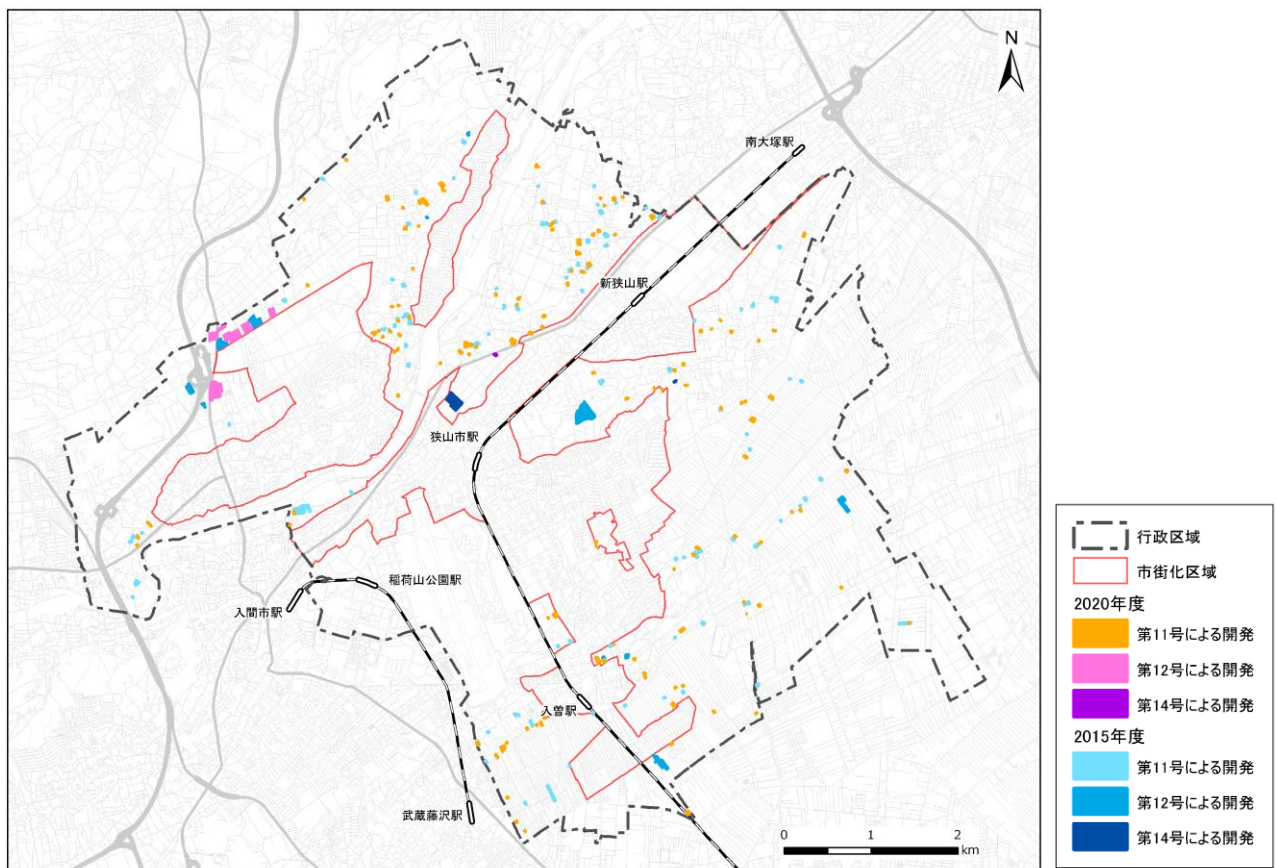 N
南大塚駅
新狭山駅
狭山市駅
稲荷山公園駅
入間市駅
入曽駅
武蔵藤沢駅
0 1 2
km
行政区域
市街化区域
2020年度
第11号による開発
第12号による開発
第14号による開発
2015年度
第11号による開発
第12号による開発
第14号による開発